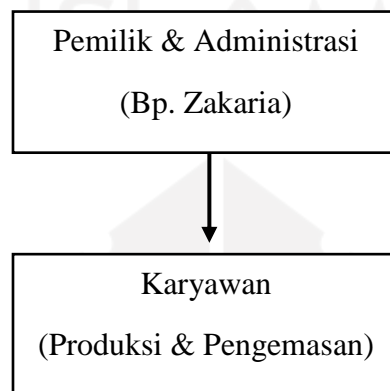 Pemilik & Administrasi
(Bp. Zakaria)
Karyawan
(Produksi & Pengemasan)